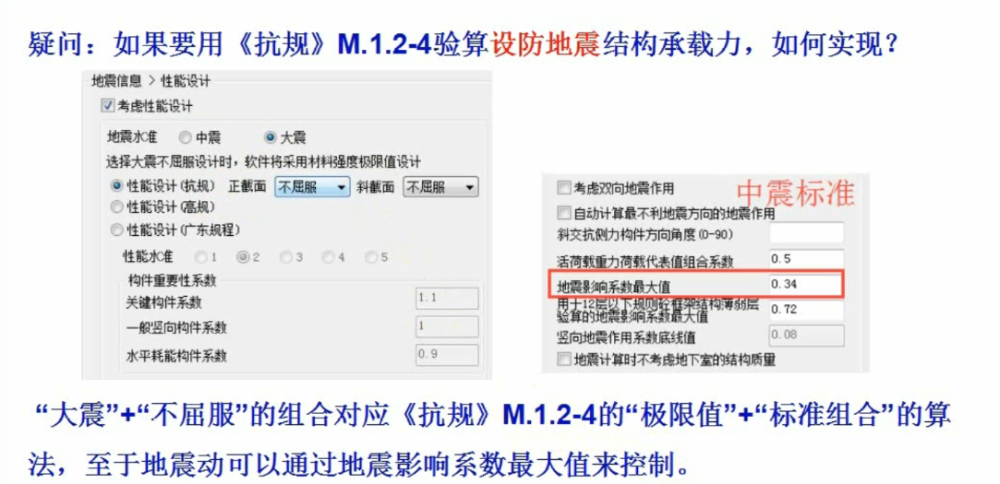 疑问：如果要用《抗规》M.1.2-4验算设防地震结构承载力，如何实现？
地震信息 > 性能设计
考虑性能设计
地震水准 中震 大震
选择大震不屈服设计时，软件将采用材料强度极限值设计
性能设计(抗规) 正截面 不屈服 斜截面 不屈服
性能设计(高规)
性能设计(广东规程)
性能水准 1 2 3 4 5
构件重要性系数
关键构件系数 1.1
一般竖向构件系数 1
水平耗能构件系数 0.9
考虑双向地震作用
中震标准
自动计算最不利地震方向的地震作用
斜交抗侧力构件方向角度(0-90)
活荷载重力荷载代表值组合系数 0.5
地震影响系数最大值 0.34
用于12层以下规则砼框架结构薄弱层
验算的地震影响系数最大值 0.72
竖向地震作用系数底线值 0.08
地震计算时不考虑地下室的结构质量
“大震”+“不屈服”的组合对应《抗规》M.1.2-4的“极限值”+“标准组合”的算
法，至于地震动可以通过地震影响系数最大值来控制。